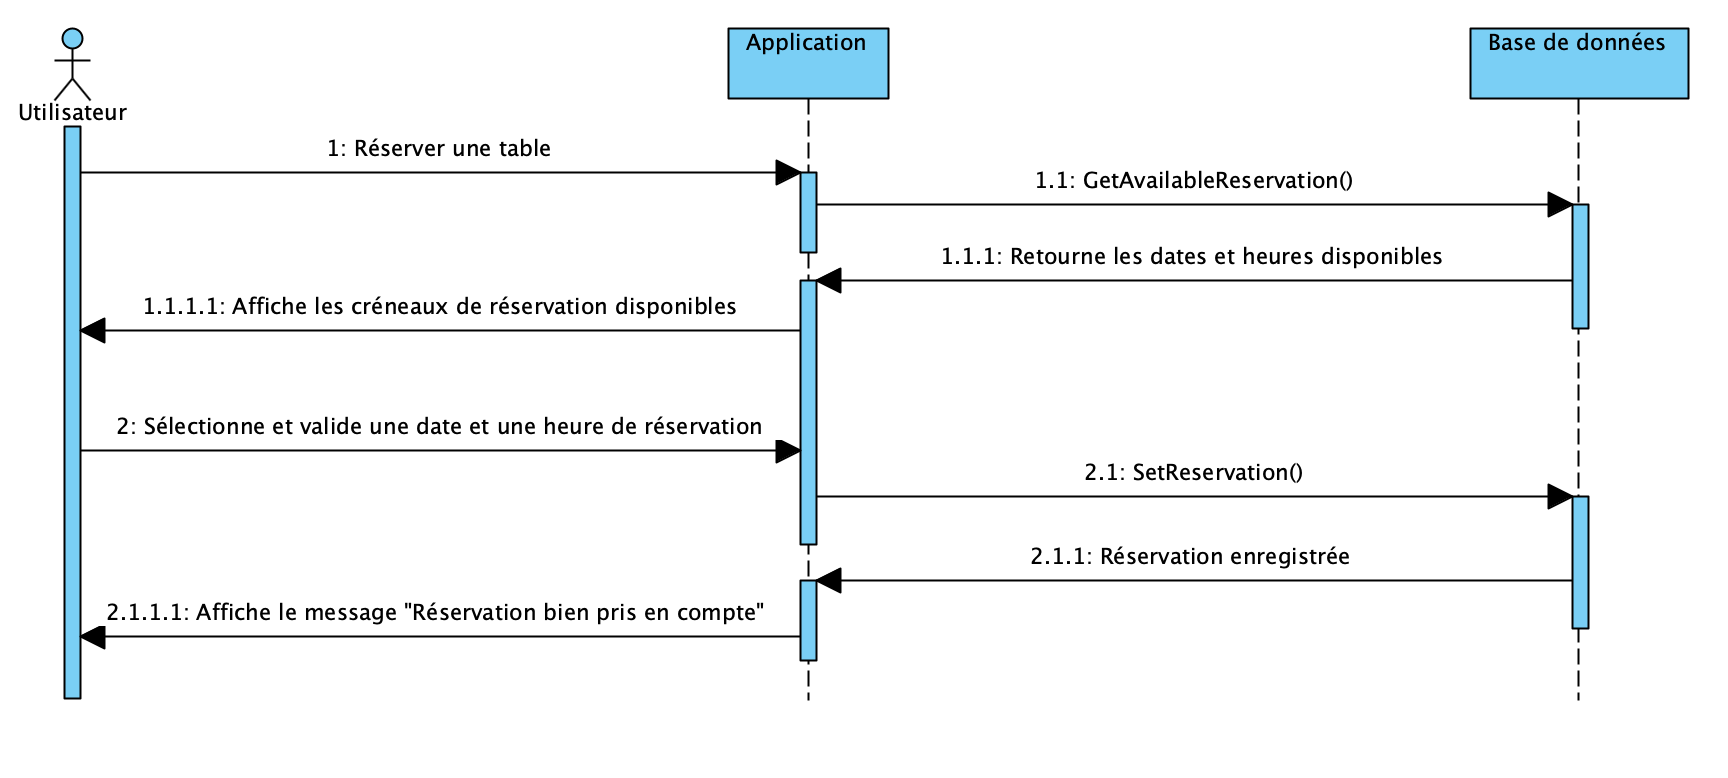 Utilisateur
Application
Base de données
1: Réserver une table
1.1: GetAvailableReservation()
1.1.1: Retourne les dates et heures disponibles
1.1.1.1: Affiche les créneaux de réservation disponibles
2: Sélectionne et valide une date et une heure de réservation
2.1: SetReservation()
2.1.1: Réservation enregistrée
2.1.1.1: Affiche le message "Réservation bien pris en compte"